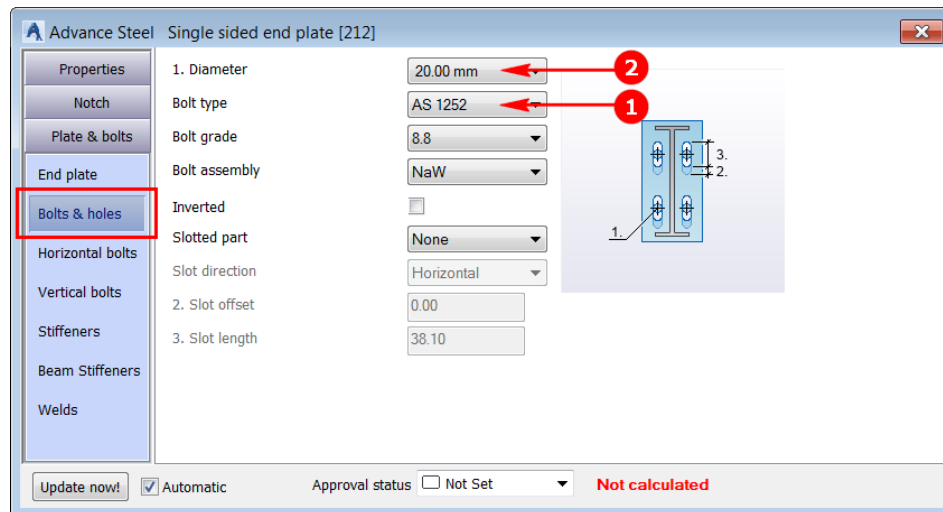 Advance Steel Single sided end plate [212]
Properties
Notch
Plate & bolts
End plate
Bolts & holes
Horizontal bolts
Vertical bolts
Stiffeners
Beam Stiffeners
Welds
1. Diameter 20.00 mm 2
Bolt type AS 1252 1
Bolt grade 8.8
Bolt assembly NaW
Inverted
Slotted part None
Slot direction Horizontal
2. Slot offset 0.00
3. Slot length 38.10
3.
2.
1.
Update now! Automatic Approval status Not Set Not calculated